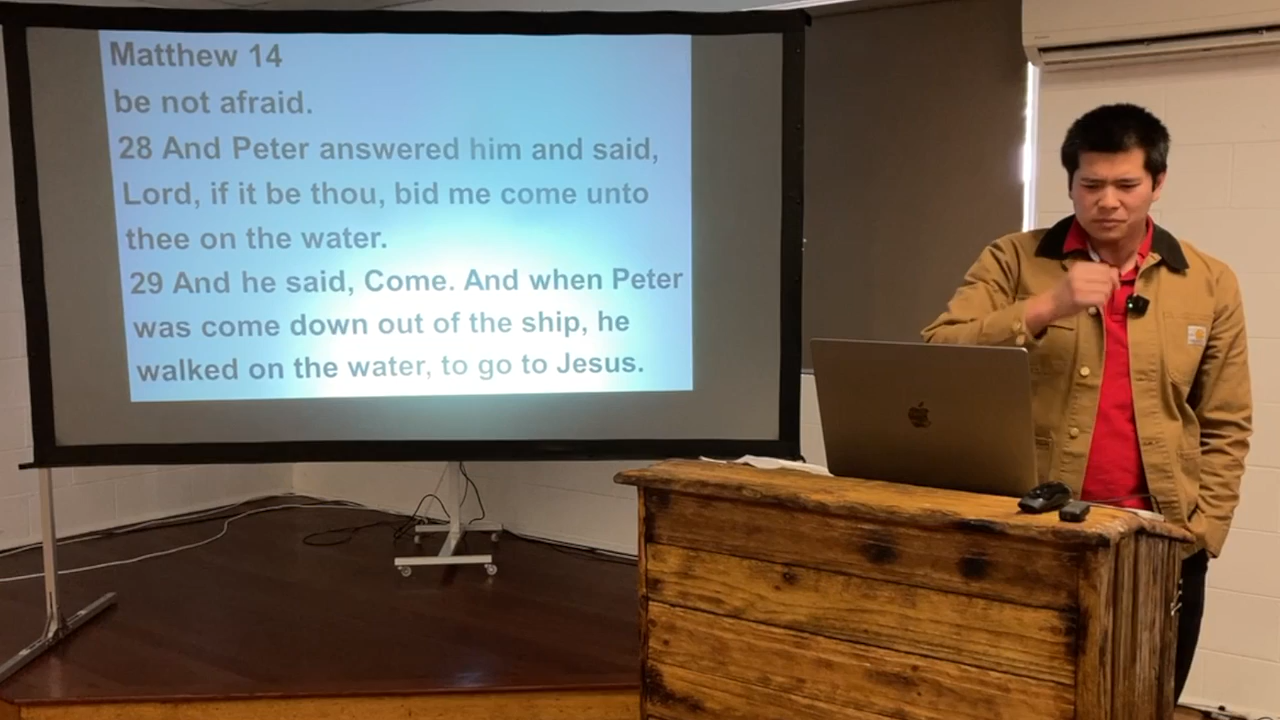 Matthew 14
be not afraid.
28 And Peter answered him and said,
Lord, if it be thou, bid me come unto
thee on the water.
29 And he said, Come. And when Peter
was come down out of the ship, he
walked on the water, to go to Jesus.